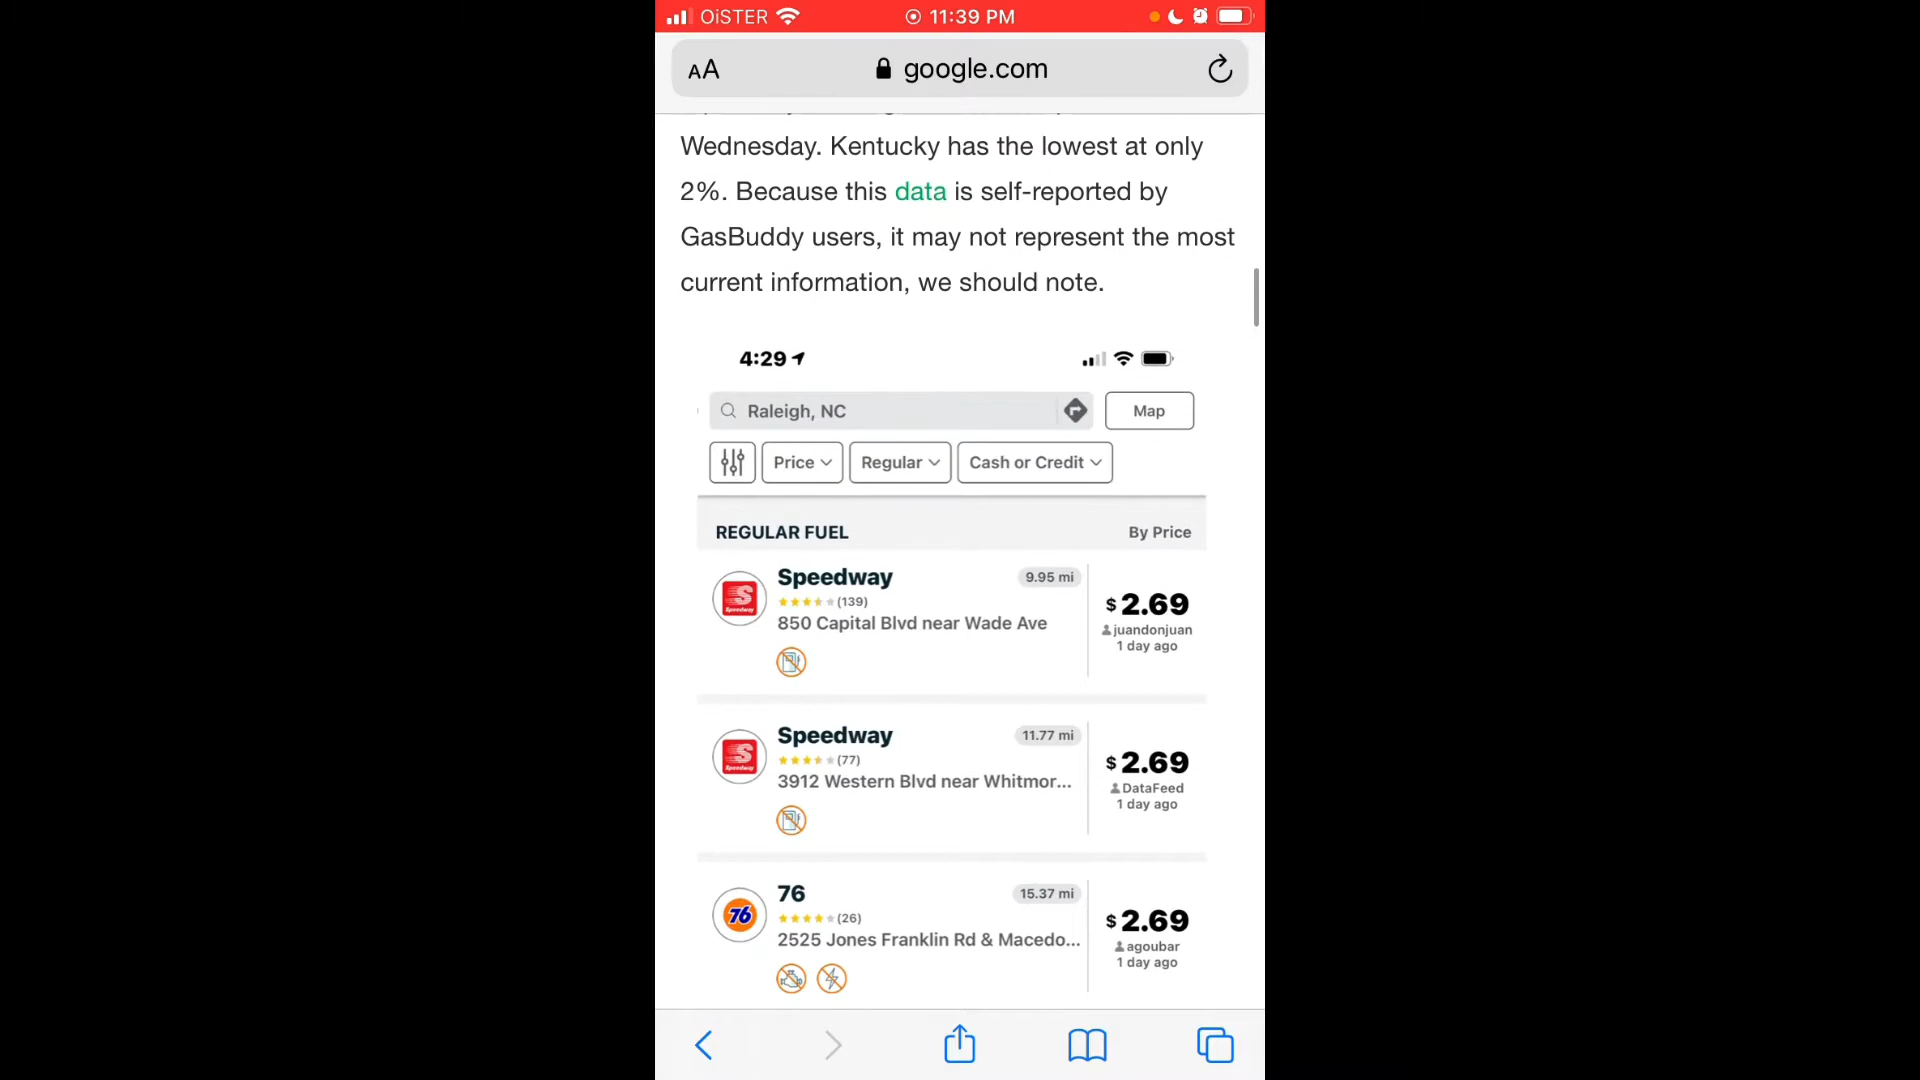 OiSTER 11:39 PM
AA google.com
Wednesday. Kentucky has the lowest at only
2%. Because this data is self-reported by
GasBuddy users, it may not represent the most
current information, we should note.
4:29
Raleigh, NC Map
Price Regular Cash or Credit
REGULAR FUEL By Price
Speedway 9.95 mi
(139) $2.69
850 Capital Blvd near Wade Ave juandonjuan
1 day ago
Speedway
Speedway 11.77 mi
(77) $2.69
3912 Western Blvd near Whitmor... DataFeed
1 day ago
Speedway
76 15.37 mi
76 (26) $2.69
2525 Jones Franklin Rd & Macedo... agoubar
1 day ago